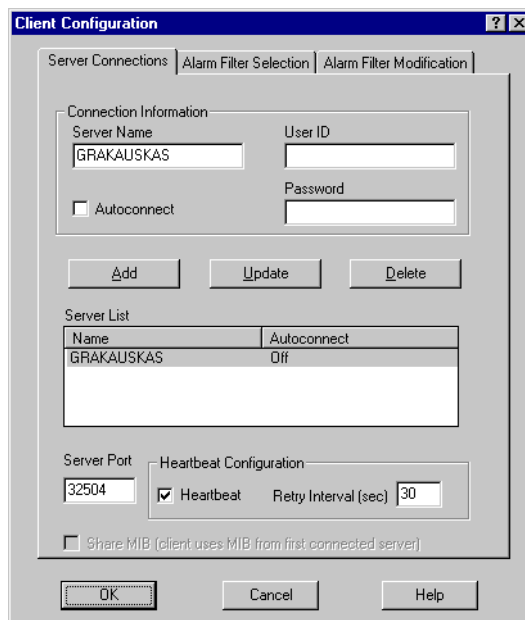 Client Configuration
Server Connections Alarm Filter Selection Alarm Filter Modification
Connection Information
Server Name User ID
GRAKAUSKAS
Password
Autoconnect
Add Update Delete
Server List
Name Autoconnect
GRAKAUSKAS Off
Server Port Heartbeat Configuration
32504 Heartbeat Retry Interval (sec) 30
Share MIB (client uses MIB from first connected server)
OK Cancel Help